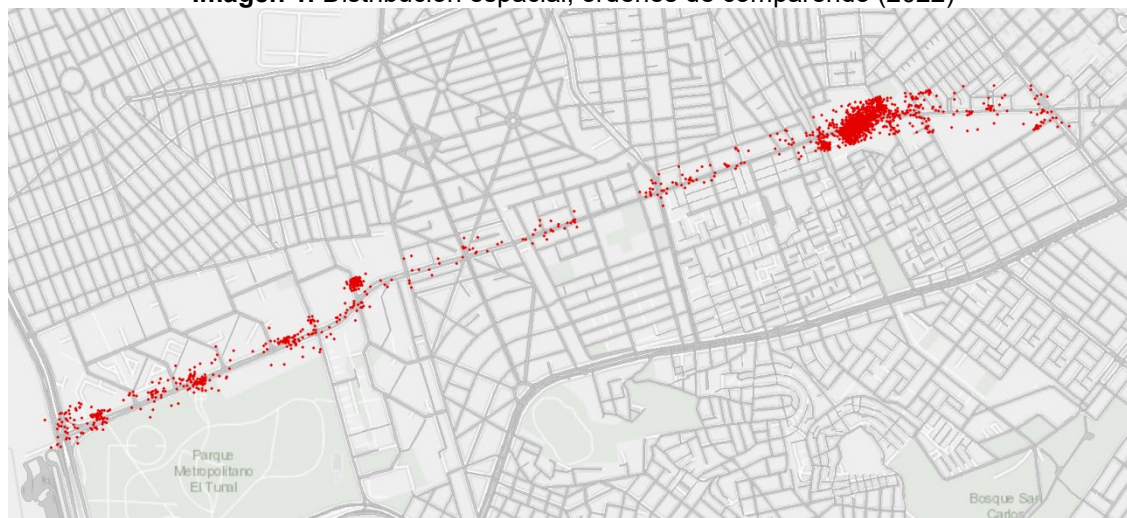 Imagen 1. Distribución espacial, órdenes de comparendo (2022)
Parque
Metropolitano
El Tunal
Bosque San
Carlos